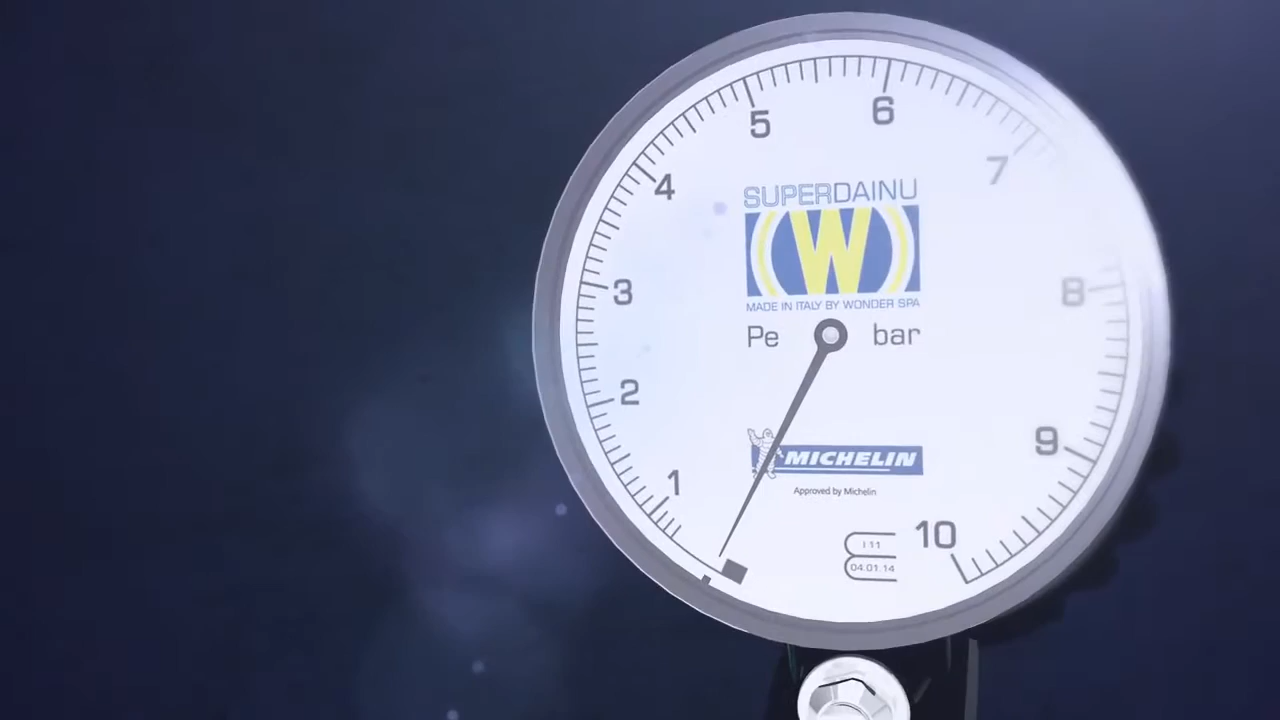 5
6
7
4
SUPERDAINU
W
MADE IN ITALY BY WONDER SPA
3
8
Pe bar
2
9
MICHELIN
Approved by Michelin
1
10
I 11
04.01.14